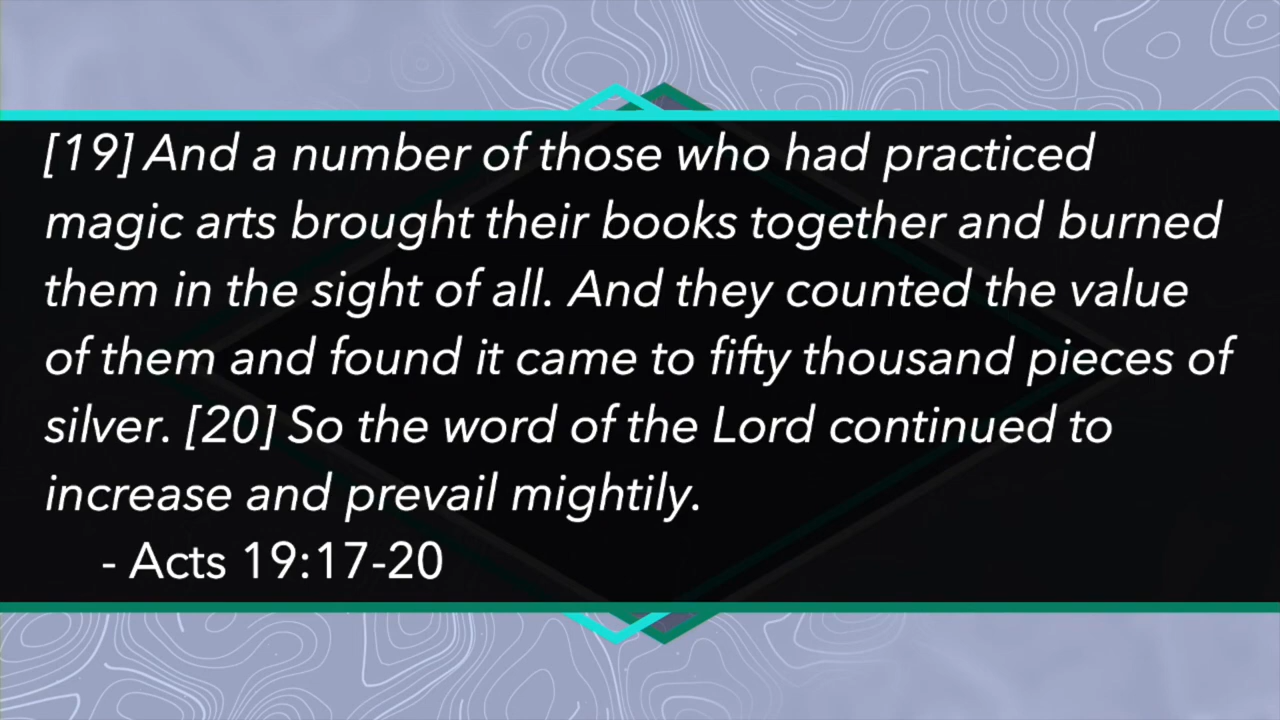 [19] And a number of those who had practiced
magic arts brought their books together and burned
them in the sight of all. And they counted the value
of them and found it came to fifty thousand pieces of
silver. [20] So the word of the Lord continued to
increase and prevail mightily.
- Acts 19:17-20